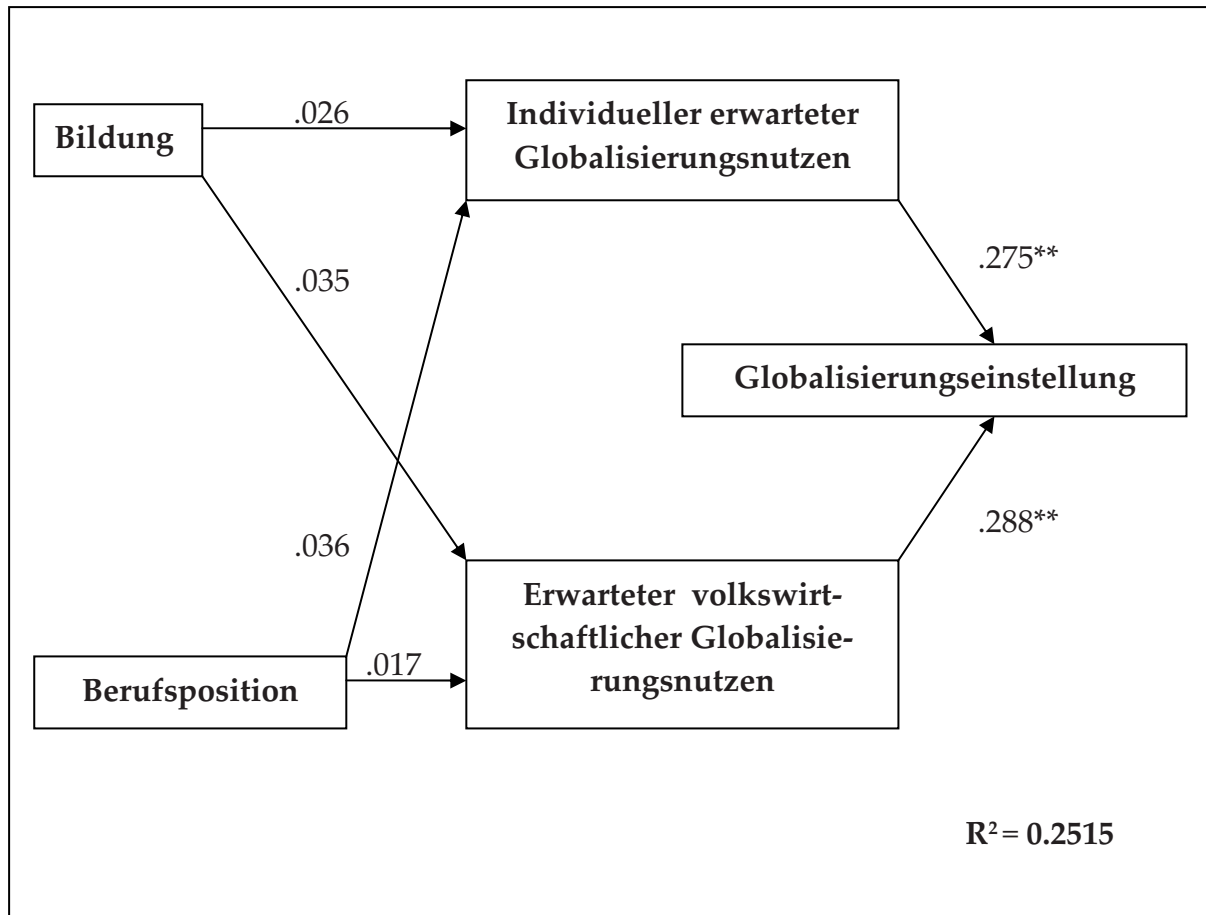 Bildung
.026
Individueller erwarteter
Globalisierungsnutzen
.035
.275**
Globalisierungseinstellung
.036
.288**
Erwarteter volkswirt-
schaftlicher Globalisie-
rungsnutzen
Berufsposition
.017
R² = 0.2515